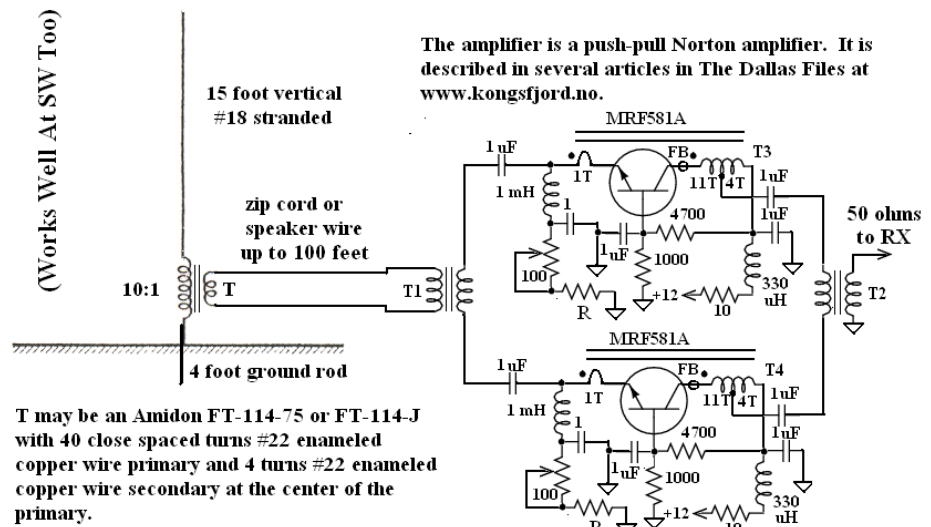 (Works Well At SW Too)
15 foot vertical
#18 stranded
The amplifier is a push-pull Norton amplifier. It is
described in several articles in The Dallas Files at
www.kongsfjord.no.
zip cord or
speaker wire
up to 100 feet
10:1
T
T1
4 foot ground rod
T may be an Amidon FT-114-75 or FT-114-J
with 40 close spaced turns #22 enameled
copper wire primary and 4 turns #22 enameled
copper wire secondary at the center of the
primary.
MRF581A
1 uF
1T
FB
T3
11T
4T
1uF
1 mH
1
4700
1uF
1uF
1000
100
R
+12
10
330
uH
50 ohms
to RX
T2
MRF581A
1 uF
1T
FB
T4
11T
4T
1uF
1 mH
1
4700
1uF
1uF
1000
100
R
+12
10
330
uH